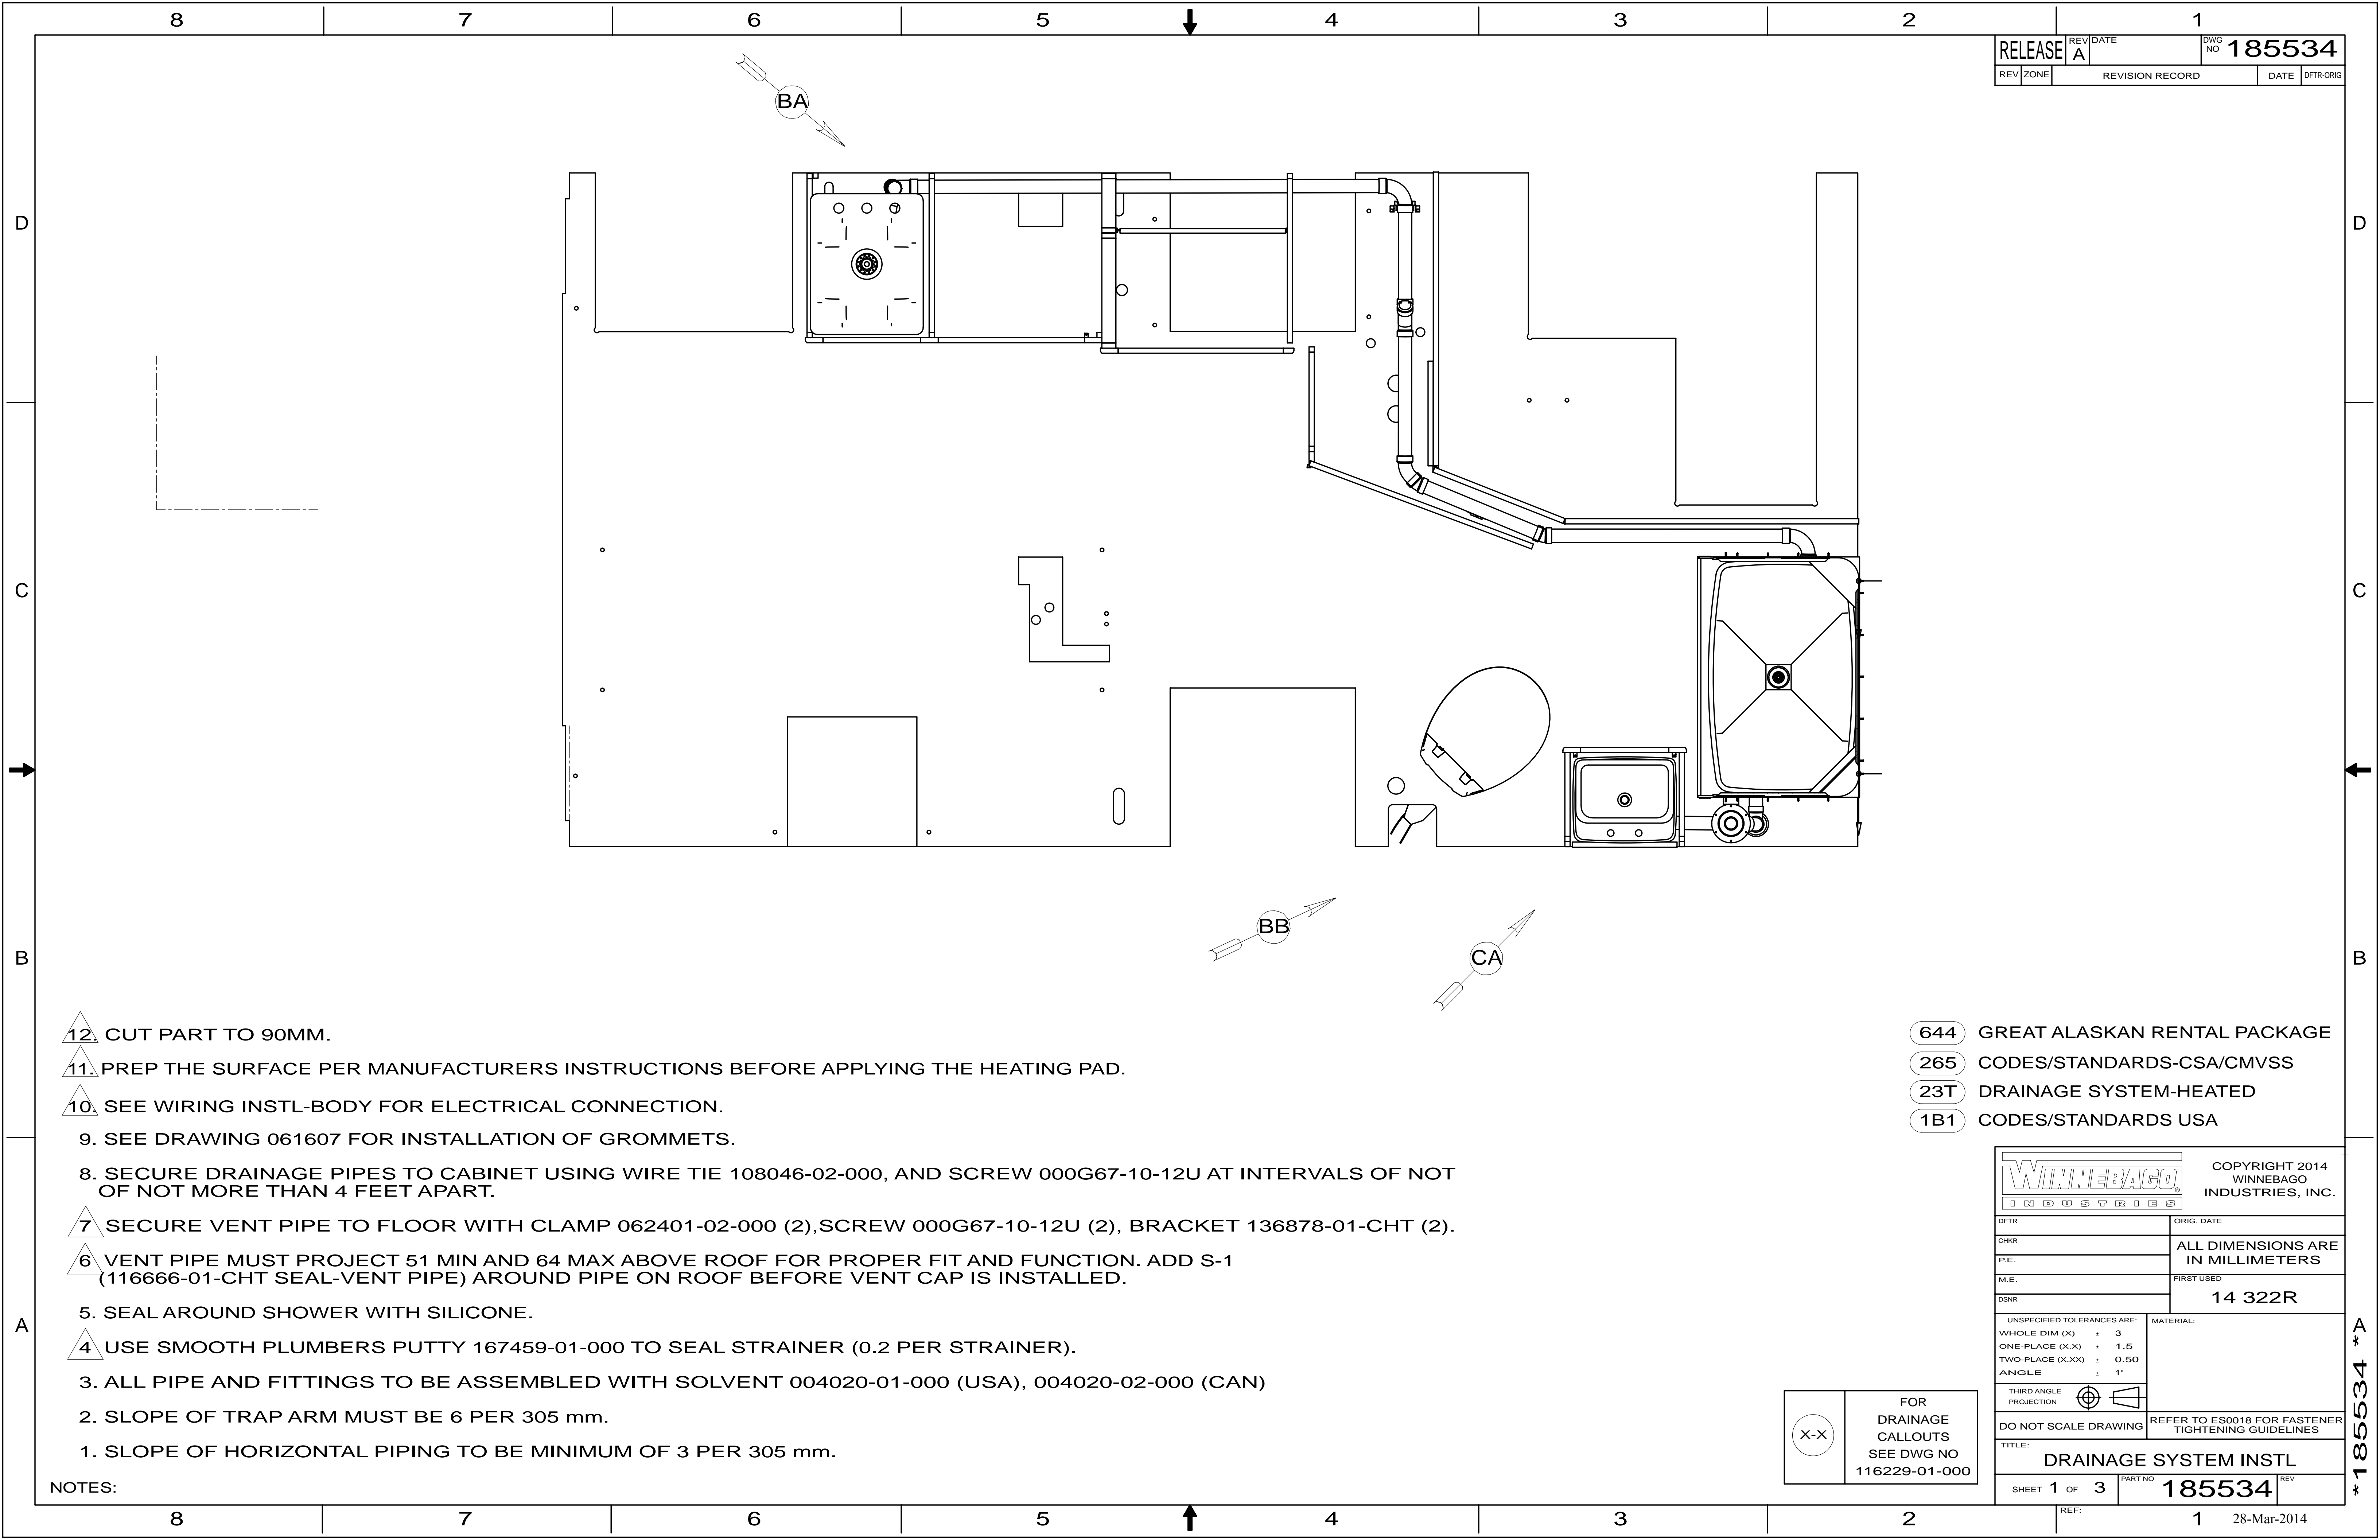 8 7 6 5 4 3 2 1
RELEASE
REV
A
DATE
DWG
NO
185534
REV ZONE REVISION RECORD DATE DFTR-ORIG
BA
D D
C C
BB
CA
B B
12. CUT PART TO 90MM.
11. PREP THE SURFACE PER MANUFACTURERS INSTRUCTIONS BEFORE APPLYING THE HEATING PAD.
10. SEE WIRING INSTL-BODY FOR ELECTRICAL CONNECTION.
9. SEE DRAWING 061607 FOR INSTALLATION OF GROMMETS.
8. SECURE DRAINAGE PIPES TO CABINET USING WIRE TIE 108046-02-000, AND SCREW 000G67-10-12U AT INTERVALS OF NOT
OF NOT MORE THAN 4 FEET APART.
7 SECURE VENT PIPE TO FLOOR WITH CLAMP 062401-02-000 (2),SCREW 000G67-10-12U (2), BRACKET 136878-01-CHT (2).
6 VENT PIPE MUST PROJECT 51 MIN AND 64 MAX ABOVE ROOF FOR PROPER FIT AND FUNCTION. ADD S-1
(116666-01-CHT SEAL-VENT PIPE) AROUND PIPE ON ROOF BEFORE VENT CAP IS INSTALLED.
5. SEAL AROUND SHOWER WITH SILICONE.
4 USE SMOOTH PLUMBERS PUTTY 167459-01-000 TO SEAL STRAINER (0.2 PER STRAINER).
3. ALL PIPE AND FITTINGS TO BE ASSEMBLED WITH SOLVENT 004020-01-000 (USA), 004020-02-000 (CAN)
2. SLOPE OF TRAP ARM MUST BE 6 PER 305 mm.
1. SLOPE OF HORIZONTAL PIPING TO BE MINIMUM OF 3 PER 305 mm.
NOTES:
644 GREAT ALASKAN RENTAL PACKAGE
265 CODES/STANDARDS-CSA/CMVSS
23T DRAINAGE SYSTEM-HEATED
1B1 CODES/STANDARDS USA
X-X
FOR
DRAINAGE
CALLOUTS
SEE DWG NO
116229-01-000
WINNEBAGO®
INDUSTRIES
COPYRIGHT 2014
WINNEBAGO
INDUSTRIES, INC.
DFTR
ORIG. DATE
CHKR
ALL DIMENSIONS ARE
IN MILLIMETERS
P.E.
M.E.
FIRST USED
14 322R
DSNR
UNSPECIFIED TOLERANCES ARE:
WHOLE DIM (X) ± 3
ONE-PLACE (X.X) ± 1.5
TWO-PLACE (X.XX) ± 0.50
ANGLE ± 1°
MATERIAL:
THIRD ANGLE
PROJECTION
DO NOT SCALE DRAWING
REFER TO ES0018 FOR FASTENER
TIGHTENING GUIDELINES
TITLE:
DRAINAGE SYSTEM INSTL
SHEET 1 OF 3
PART NO
185534
REV
A A
*185534*
REF:
8 7 6 5 4 3 2 1
28-Mar-2014